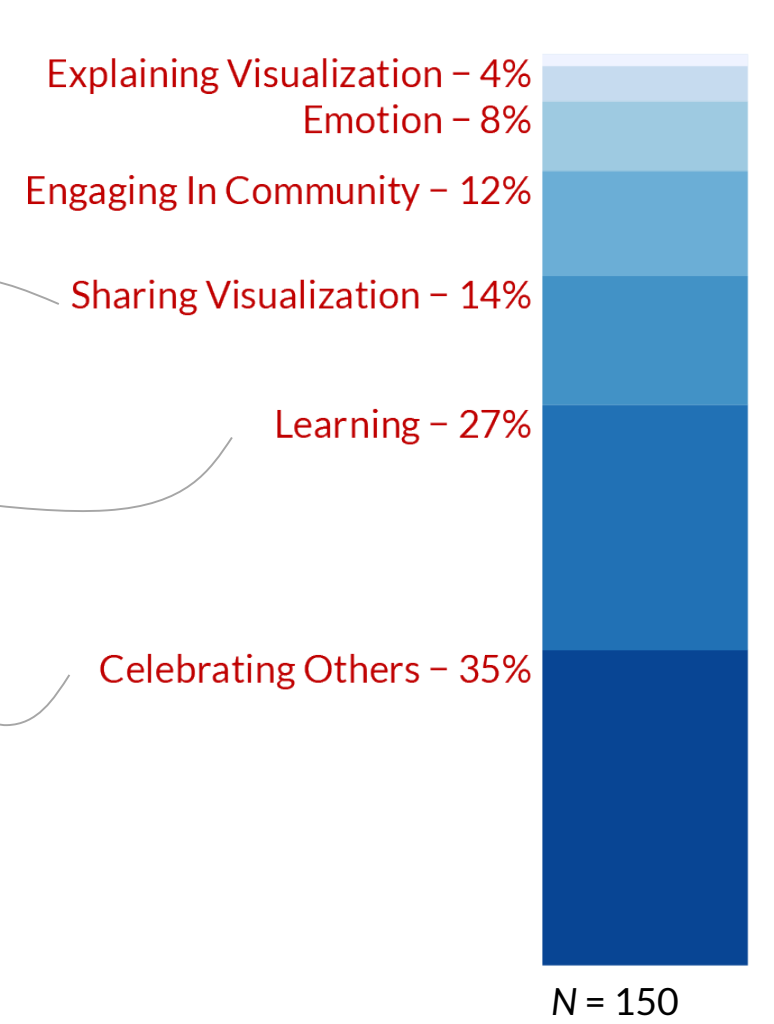 Explaining Visualization – 4%
Emotion – 8%
Engaging In Community – 12%
Sharing Visualization – 14%
Learning – 27%
Celebrating Others – 35%
N = 150